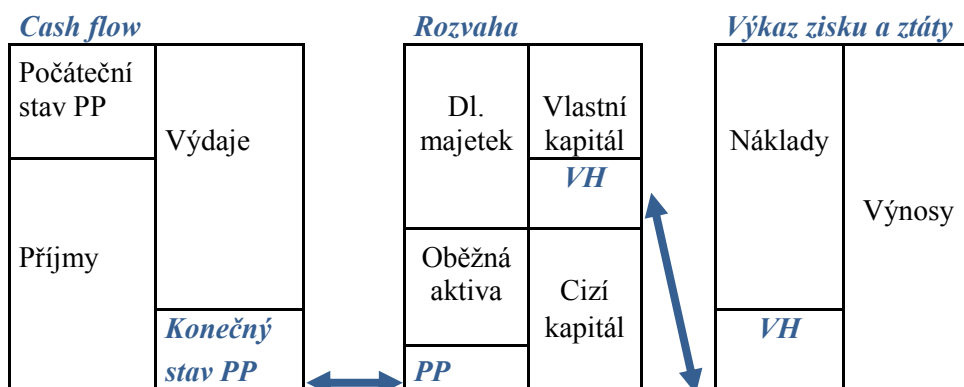 Cash flow
Počáteční
stav PP
Výdaje
Příjmy
Konečný
stav PP
Rozvaha
Dl.
majetek
Vlastní
kapitál
VH
Oběžná
aktiva
Cizí
kapitál
PP
Výkaz zisku a ztáty
Náklady
Výnosy
VH